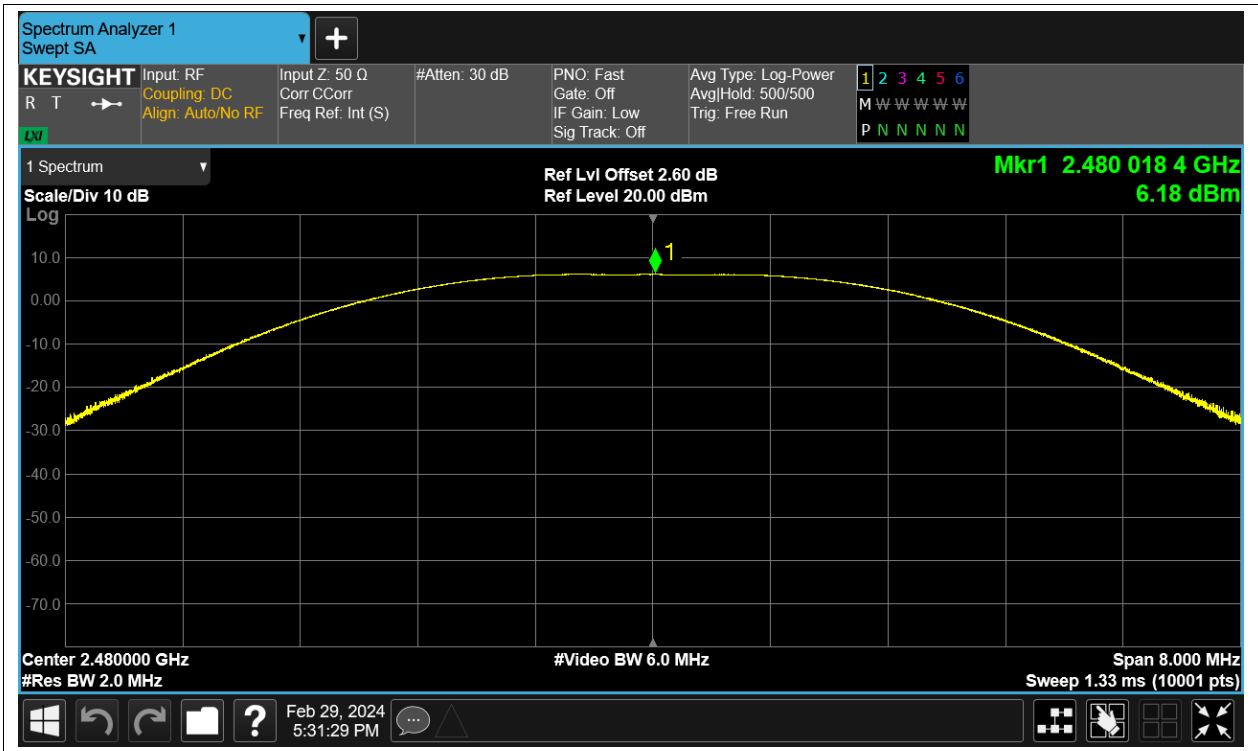 Spectrum Analyzer 1
Swept SA
▼
+
KEYSIGHT
R T
LXI
Input: RF
Coupling: DC
Align: Auto/No RF
Input Z: 50 Ω
Corr CCorr
Freq Ref: Int (S)
#Atten: 30 dB
PNO: Fast
Gate: Off
IF Gain: Low
Sig Track: Off
Avg Type: Log-Power
Avg|Hold: 500/500
Trig: Free Run
1 2 3 4 5 6
M W W W W W
P N N N N N
1 Spectrum ▼
Scale/Div 10 dB
Log
Ref Lvl Offset 2.60 dB
Ref Level 20.00 dBm
Mkr1 2.480 018 4 GHz
6.18 dBm
1
10.0
0.00
-10.0
-20.0
-30.0
-40.0
-50.0
-60.0
-70.0
Center 2.480000 GHz
#Res BW 2.0 MHz
#Video BW 6.0 MHz
Span 8.000 MHz
Sweep 1.33 ms (10001 pts)
?
Feb 29, 2024
5:31:29 PM